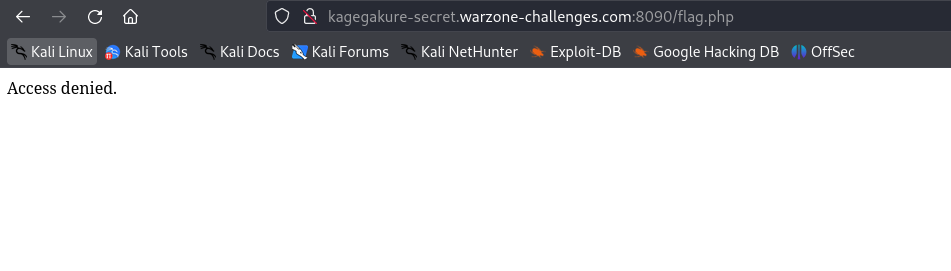 kagegakure-secret.warzone-challenges.com:8090/flag.php
Kali Linux Kali Tools Kali Docs Kali Forums Kali NetHunter Exploit-DB Google Hacking DB OffSec
Access denied.